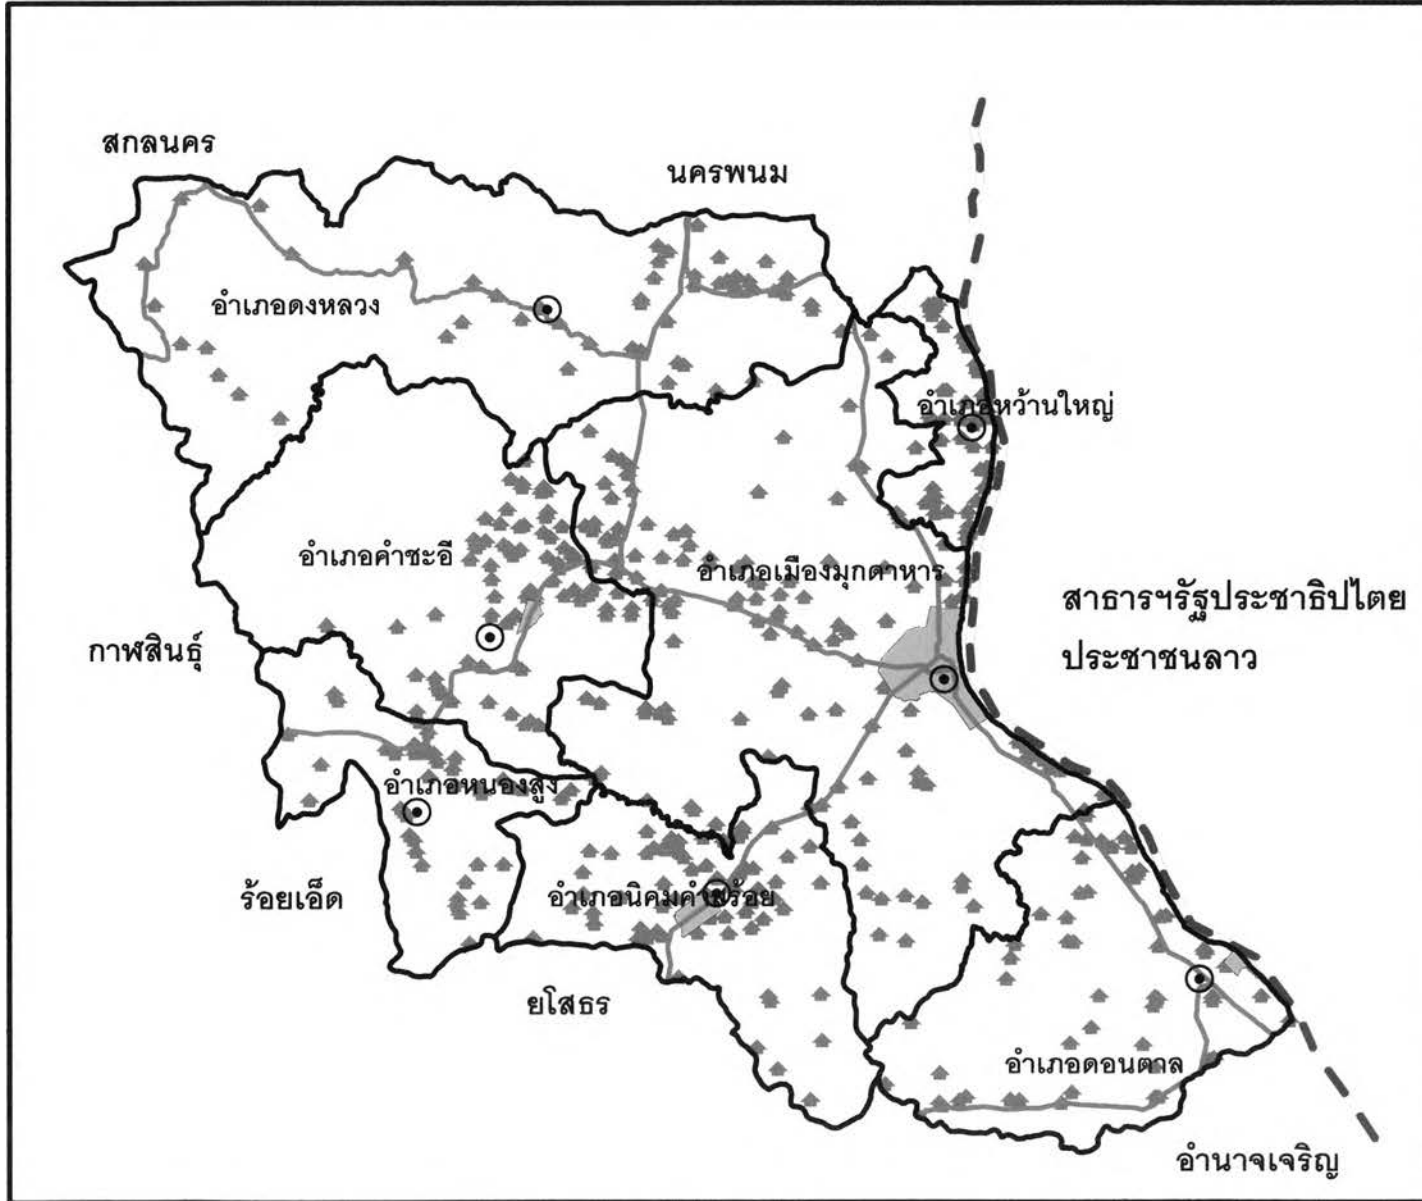 สกลนคร
นครพนม
อำเภอดงหลวง
อำเภอหว้านใหญ่
อำเภอคำชะอี
อำเภอเมืองมุกดาหาร
สาธารฯรัฐประชาธิปไตย
ประชาชนลาว
กาฬสินธุ์
อำเภอหนองสูง
ร้อยเอ็ด
อำเภอนิคมคำสร้อย
ยโสธร
อำเภอดอนตาล
อำนาจเจริญ